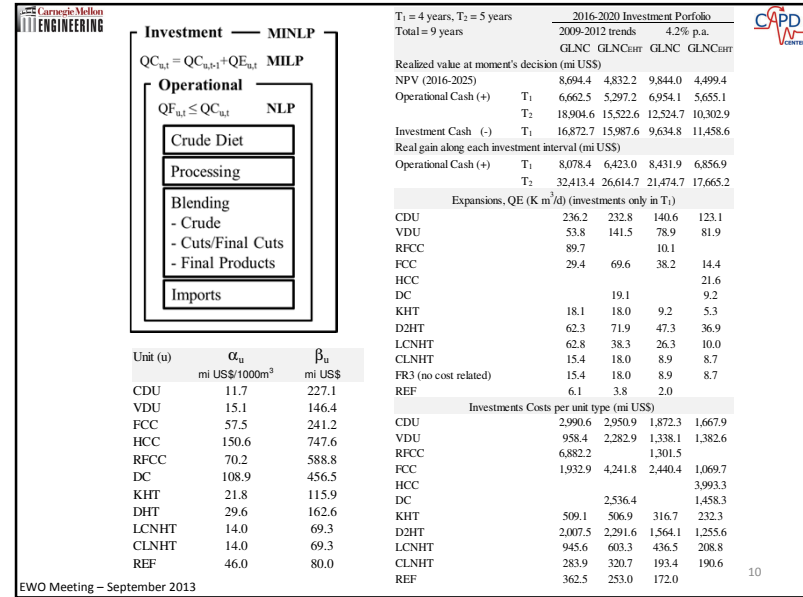 Carnegie Mellon
ENGINEERING
Investment MINLP
QCu,t = QCu,t-1+QEu,t MILP
Operational
QFu,t ≤ QCu,t NLP
Crude Diet
Processing
Blending
- Crude
- Cuts/Final Cuts
- Final Products
Imports
Unit (u) αu βu
mi US$/1000m³ mi US$
CDU 11.7 227.1
VDU 15.1 146.4
FCC 57.5 241.2
HCC 150.6 747.6
RFCC 70.2 588.8
DC 108.9 456.5
KHT 21.8 115.9
DHT 29.6 162.6
LCNHT 14.0 69.3
CLNHT 14.0 69.3
REF 46.0 80.0
EWO Meeting – September 2013
T1 = 4 years, T2 = 5 years 2016-2020 Investment Porfolio
Total = 9 years 2009-2012 trends 4.2% p.a.
GLNC GLNCEHT GLNC GLNCEHT
Realized value at moment's decision (mi US$)
NPV (2016-2025) 8,694.4 4,832.2 9,844.0 4,499.4
Operational Cash (+) T1 6,662.5 5,297.2 6,954.1 5,655.1
T2 18,904.6 15,522.6 12,524.7 10,302.9
Investment Cash (-) T1 16,872.7 15,987.6 9,634.8 11,458.6
Real gain along each investment interval (mi US$)
Operational Cash (+) T1 8,078.4 6,423.0 8,431.9 6,856.9
T2 32,413.4 26,614.7 21,474.7 17,665.2
Expansions, QE (K m³/d) (investments only in T1)
CDU 236.2 232.8 140.6 123.1
VDU 53.8 141.5 78.9 81.9
RFCC 89.7 10.1
FCC 29.4 69.6 38.2 14.4
HCC 21.6
DC 19.1 9.2
KHT 18.1 18.0 9.2 5.3
D2HT 62.3 71.9 47.3 36.9
LCNHT 62.8 38.3 26.3 10.0
CLNHT 15.4 18.0 8.9 8.7
FR3 (no cost related) 15.4 18.0 8.9 8.7
REF 6.1 3.8 2.0
Investments Costs per unit type (mi US$)
CDU 2,990.6 2,950.9 1,872.3 1,667.9
VDU 958.4 2,282.9 1,338.1 1,382.6
RFCC 6,882.2 1,301.5
FCC 1,932.9 4,241.8 2,440.4 1,069.7
HCC 3,993.3
DC 2,536.4 1,458.3
KHT 509.1 506.9 316.7 232.3
D2HT 2,007.5 2,291.6 1,564.1 1,255.6
LCNHT 945.6 603.3 436.5 208.8
CLNHT 283.9 320.7 193.4 190.6
REF 362.5 253.0 172.0
CAPD
CENTER
10